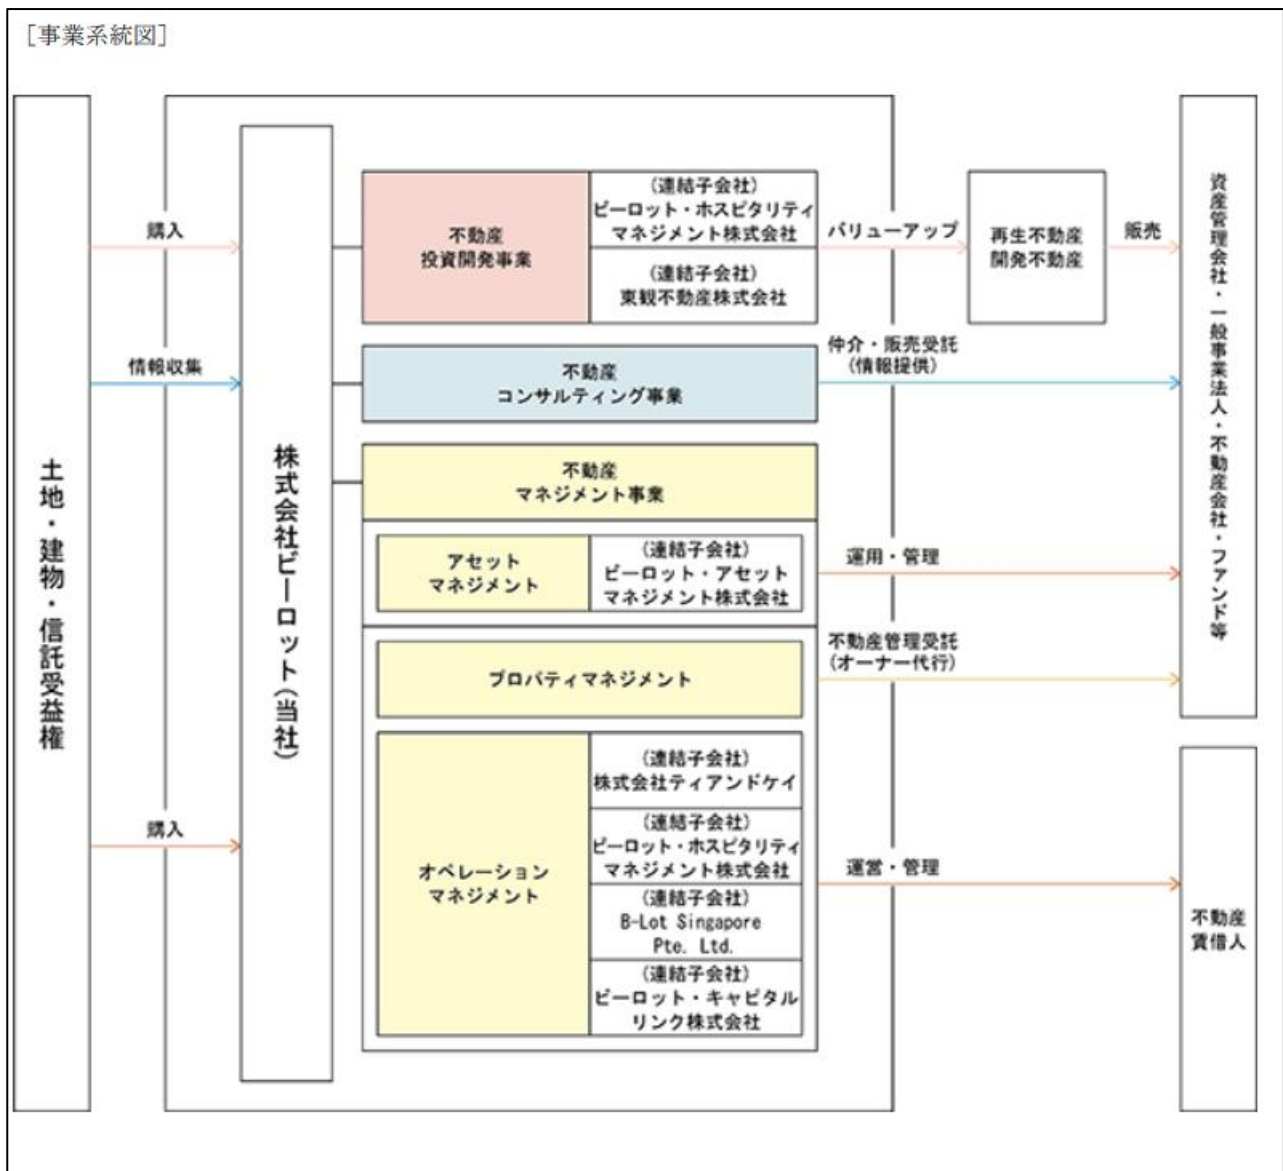 [事業系統図]
土地・建物・信託受益権
購入
情報収集
購入
株式会社ビーロット(当社)
不動産
投資開発事業
(連結子会社)
ビーロット・ホスピタリティ
マネジメント株式会社
(連結子会社)
東観不動産株式会社
バリューアップ
再生不動産
開発不動産
販売
不動産
コンサルティング事業
仲介・販売受託
(情報提供)
不動産
マネジメント事業
アセット
マネジメント
(連結子会社)
ビーロット・アセット
マネジメント株式会社
運用・管理
プロパティマネジメント
不動産管理受託
(オーナー代行)
オペレーション
マネジメント
(連結子会社)
株式会社ティアンドケイ
(連結子会社)
ビーロット・ホスピタリティ
マネジメント株式会社
(連結子会社)
B-Lot Singapore
Pte. Ltd.
(連結子会社)
ビーロット・キャピタル
リンク株式会社
運営・管理
資産管理会社・一般事業法人・不動産会社・ファンド等
不動産
賃借人